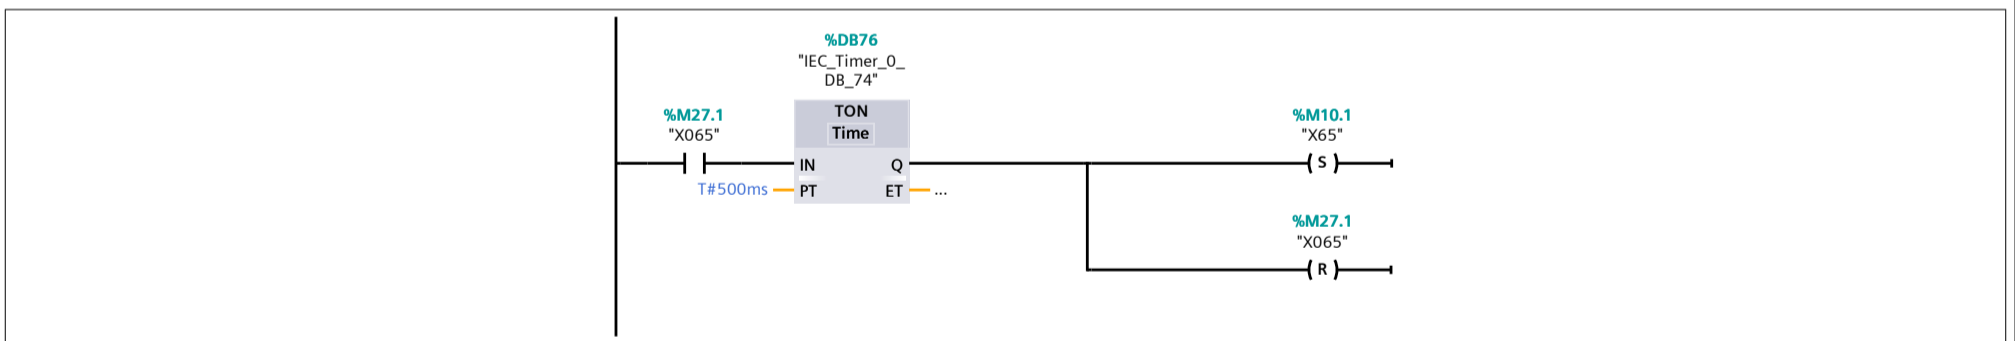 %DB76
"IEC_Timer_0_
DB_74"
%M27.1
"X065"
TON
Time
%M10.1
"X65"
IN
Q
S
T#500ms
PT
ET
...
%M27.1
"X065"
R